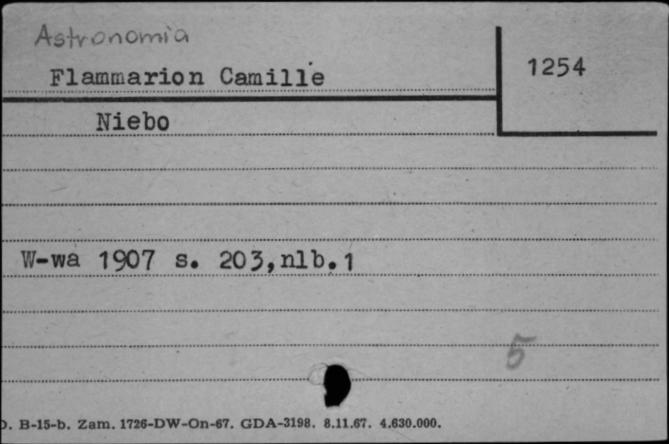 Astronomia
Flammarion Camille
1254
Niebo
W-wa 1907 s. 203,nlb.1
5
D. B-15-b. Zam. 1726-DW-On-67. GDA-3198. 8.11.67. 4.630.000.